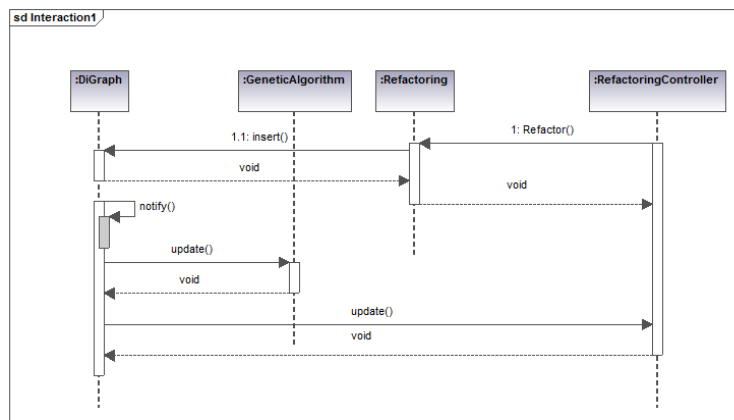 sd Interaction1
:DiGraph
:GeneticAlgorithm
:Refactoring
:RefactoringController
1: Refactor()
1.1: insert()
void
void
notify()
update()
void
update()
void